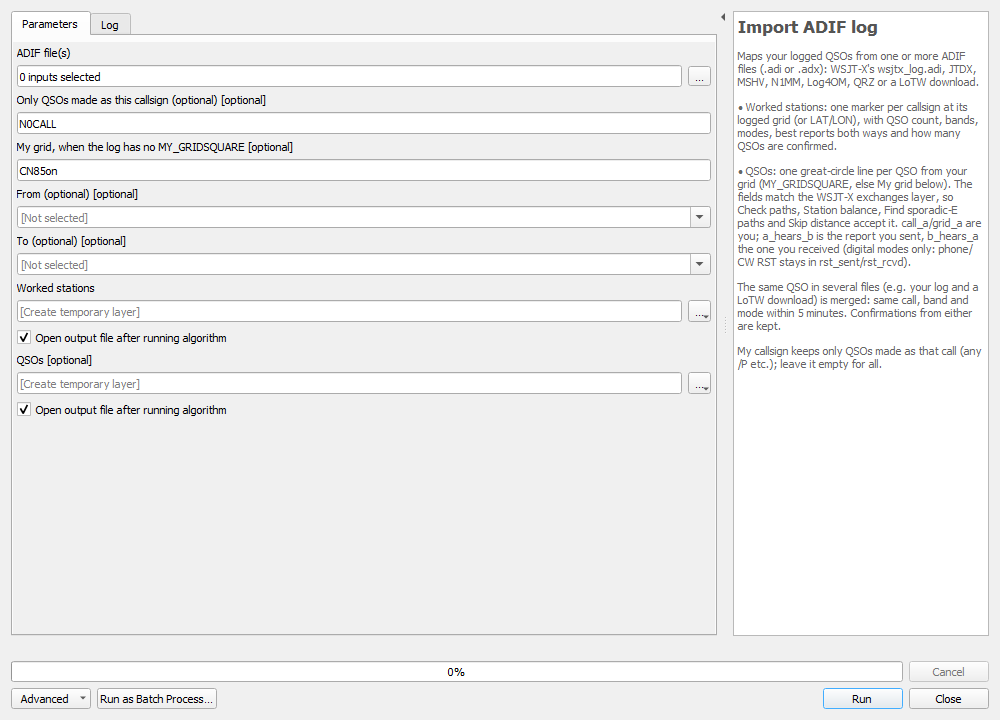 Parameters
Log
ADIF file(s)
0 inputs selected
...
Only QSOs made as this callsign (optional) [optional]
N0CALL
My grid, when the log has no MY_GRIDSQUARE [optional]
CN85on
From (optional) [optional]
[Not selected]
To (optional) [optional]
[Not selected]
Worked stations
[Create temporary layer]
...
Open output file after running algorithm
QSOs [optional]
[Create temporary layer]
...
Open output file after running algorithm
Import ADIF log
Maps your logged QSOs from one or more ADIF
files (.adi or .adx): WSJT-X's wsjtx_log.adi, JTDX,
MSHV, N1MM, Log4OM, QRZ or a LoTW download.
• Worked stations: one marker per callsign at its
logged grid (or LAT/LON), with QSO count, bands,
modes, best reports both ways and how many
QSOs are confirmed.
• QSOs: one great-circle line per QSO from your
grid (MY_GRIDSQUARE, else My grid below). The
fields match the WSJT-X exchanges layer, so
Check paths, Station balance, Find sporadic-E
paths and Skip distance accept it. call_a/grid_a are
you; a_hears_b is the report you sent, b_hears_a
the one you received (digital modes only: phone/
CW RST stays in rst_sent/rst_rcvd).
The same QSO in several files (e.g. your log and a
LoTW download) is merged: same call, band and
mode within 5 minutes. Confirmations from either
are kept.
My callsign keeps only QSOs made as that call (any
/P etc.); leave it empty for all.
0%
Cancel
Advanced
Run as Batch Process...
Run
Close